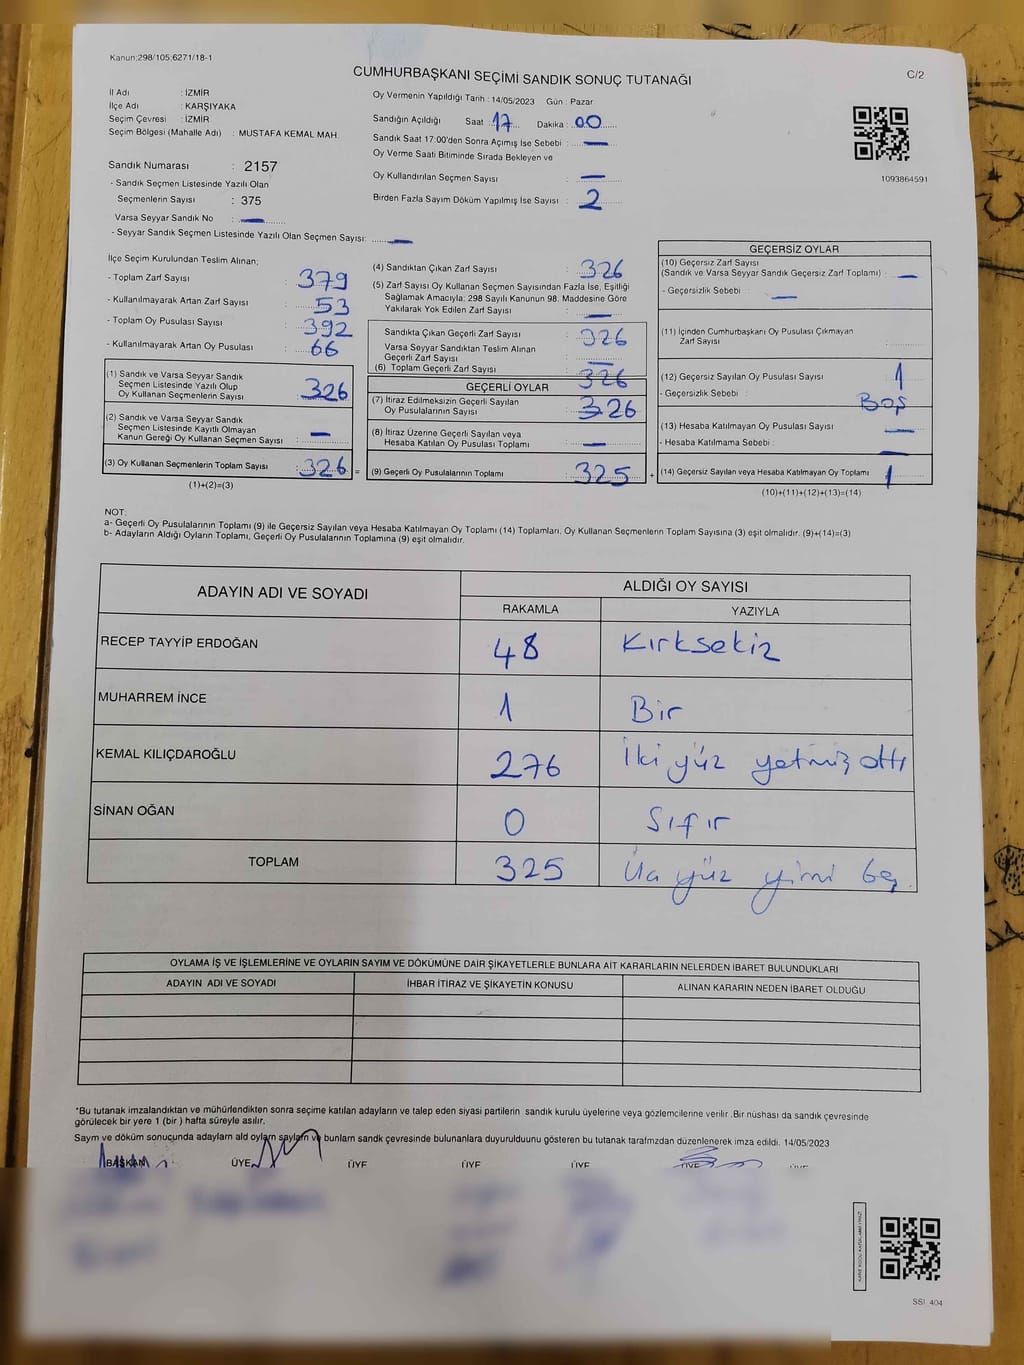 Kanun:298/105;6271/18-1
CUMHURBAŞKANI SEÇİMİ SANDIK SONUÇ TUTANAĞI
C/2
İl Adı : İZMİR
İlçe Adı : KARŞIYAKA
Seçim Çevresi : İZMİR
Seçim Bölgesi (Mahalle Adı) : MUSTAFA KEMAL MAH.
Sandık Numarası : 2157
- Sandık Seçmen Listesinde Yazılı Olan
Seçmenlerin Sayısı : 375
Varsa Seyyar Sandık No : —
- Seyyar Sandık Seçmen Listesinde Yazılı Olan Seçmen Sayısı: —
Oy Vermenin Yapıldığı Tarih : 14/05/2023 Gün : Pazar
Sandığın Açıldığı Saat : 17 Dakika : 00
Sandık Saat 17:00'den Sonra Açımış İse Sebebi : —
Oy Verme Saati Bitiminde Sırada Bekleyen ve
Oy Kullandırılan Seçmen Sayısı : —
Birden Fazla Sayım Döküm Yapılmış İse Sayısı : 2
1093864591
İlçe Seçim Kurulundan Teslim Alınan;
- Toplam Zarf Sayısı : 379
- Kullanılmayarak Artan Zarf Sayısı : 53
- Toplam Oy Pusulası Sayısı : 392
- Kullanılmayarak Artan Oy Pusulası : 66
(1) Sandık ve Varsa Seyyar Sandık
Seçmen Listesinde Yazılı Olup
Oy Kullanan Seçmenlerin Sayısı : 326
(2) Sandık ve Varsa Seyyar Sandık
Seçmen Listesinde Kayıtlı Olmayan
Kanun Gereği Oy Kullanan Seçmen Sayısı : —
(3) Oy Kullanan Seçmenlerin Toplam Sayısı : 326 =
(1)+(2)=(3)
(4) Sandıktan Çıkan Zarf Sayısı : 326
(5) Zarf Sayısı Oy Kullanan Seçmen Sayısından Fazla İse, Eşitliği
Sağlamak Amacıyla; 298 Sayılı Kanunun 98. Maddesine Göre
Yakılarak Yok Edilen Zarf Sayısı : —
Sandıkta Çıkan Geçerli Zarf Sayısı : 326
Varsa Seyyar Sandıktan Teslim Alınan
Geçerli Zarf Sayısı : —
(6) Toplam Geçerli Zarf Sayısı : 326
GEÇERLİ OYLAR
(7) İtiraz Edilmeksizin Geçerli Sayılan
Oy Pusulalarının Sayısı : 326
(8) İtiraz Üzerine Geçerli Sayılan veya
Hesaba Katılan Oy Pusulası Toplamı : —
(9) Geçerli Oy Pusulalarının Toplamı : 325 +
GEÇERSİZ OYLAR
(10) Geçersiz Zarf Sayısı
(Sandık ve Varsa Seyyar Sandık Geçersiz Zarf Toplamı) : —
- Geçersizlik Sebebi : —
(11) İçinden Cumhurbaşkanı Oy Pusulası Çıkmayan
Zarf Sayısı :
(12) Geçersiz Sayılan Oy Pusulası Sayısı : 1
- Geçersizlik Sebebi : Boş
(13) Hesaba Katılmayan Oy Pusulası Sayısı : —
- Hesaba Katılmama Sebebi : —
(14) Geçersiz Sayılan veya Hesaba Katılmayan Oy Toplamı : 1
(10)+(11)+(12)+(13)=(14)
NOT:
a- Geçerli Oy Pusulalarının Toplamı (9) ile Geçersiz Sayılan veya Hesaba Katılmayan Oy Toplamı (14) Toplamları, Oy Kullanan Seçmenlerin Toplam Sayısına (3) eşit olmalıdır. (9)+(14)=(3)
b- Adayların Aldığı Oyların Toplamı, Geçerli Oy Pusulalarının Toplamına (9) eşit olmalıdır.
ADAYIN ADI VE SOYADI ALDIĞI OY SAYISI
RAKAMLA YAZIYLA
RECEP TAYYİP ERDOĞAN 48 Kırksekiz
MUHARREM İNCE 1 Bir
KEMAL KILIÇDAROĞLU 276 İki yüz yetmiş altı
SİNAN OĞAN 0 Sıfır
TOPLAM 325 Üç yüz yirmi beş
OYLAMA İŞ VE İŞLEMLERİNE VE OYLARIN SAYIM VE DÖKÜMÜNE DAİR ŞİKAYETLERLE BUNLARA AİT KARARLARIN NELERDEN İBARET BULUNDUKLARI
ADAYIN ADI VE SOYADI İHBAR İTİRAZ VE ŞİKAYETİN KONUSU ALINAN KARARIN NEDEN İBARET OLDUĞU
*Bu tutanak imzalandıktan ve mühürlendikten sonra seçime katılan adayların ve talep eden siyasi partilerin sandık kurulu üyelerine veya gözlemcilerine verilir .Bir nüshası da sandık çevresinde
görülecek bir yere 1 (bir ) hafta süreyle asılır.
Sayım ve döküm sonucunda adayların ald oyların sayıları ve bunların sandk çevresinde bulunanlara duyurulduunu gösteren bu tutanak tarafmzdan düzenlenerek imza edildi. 14/05/2023
BAŞKAN ÜYE ÜYE ÜYE ÜYE ÜYE ÜYE
SSI_404